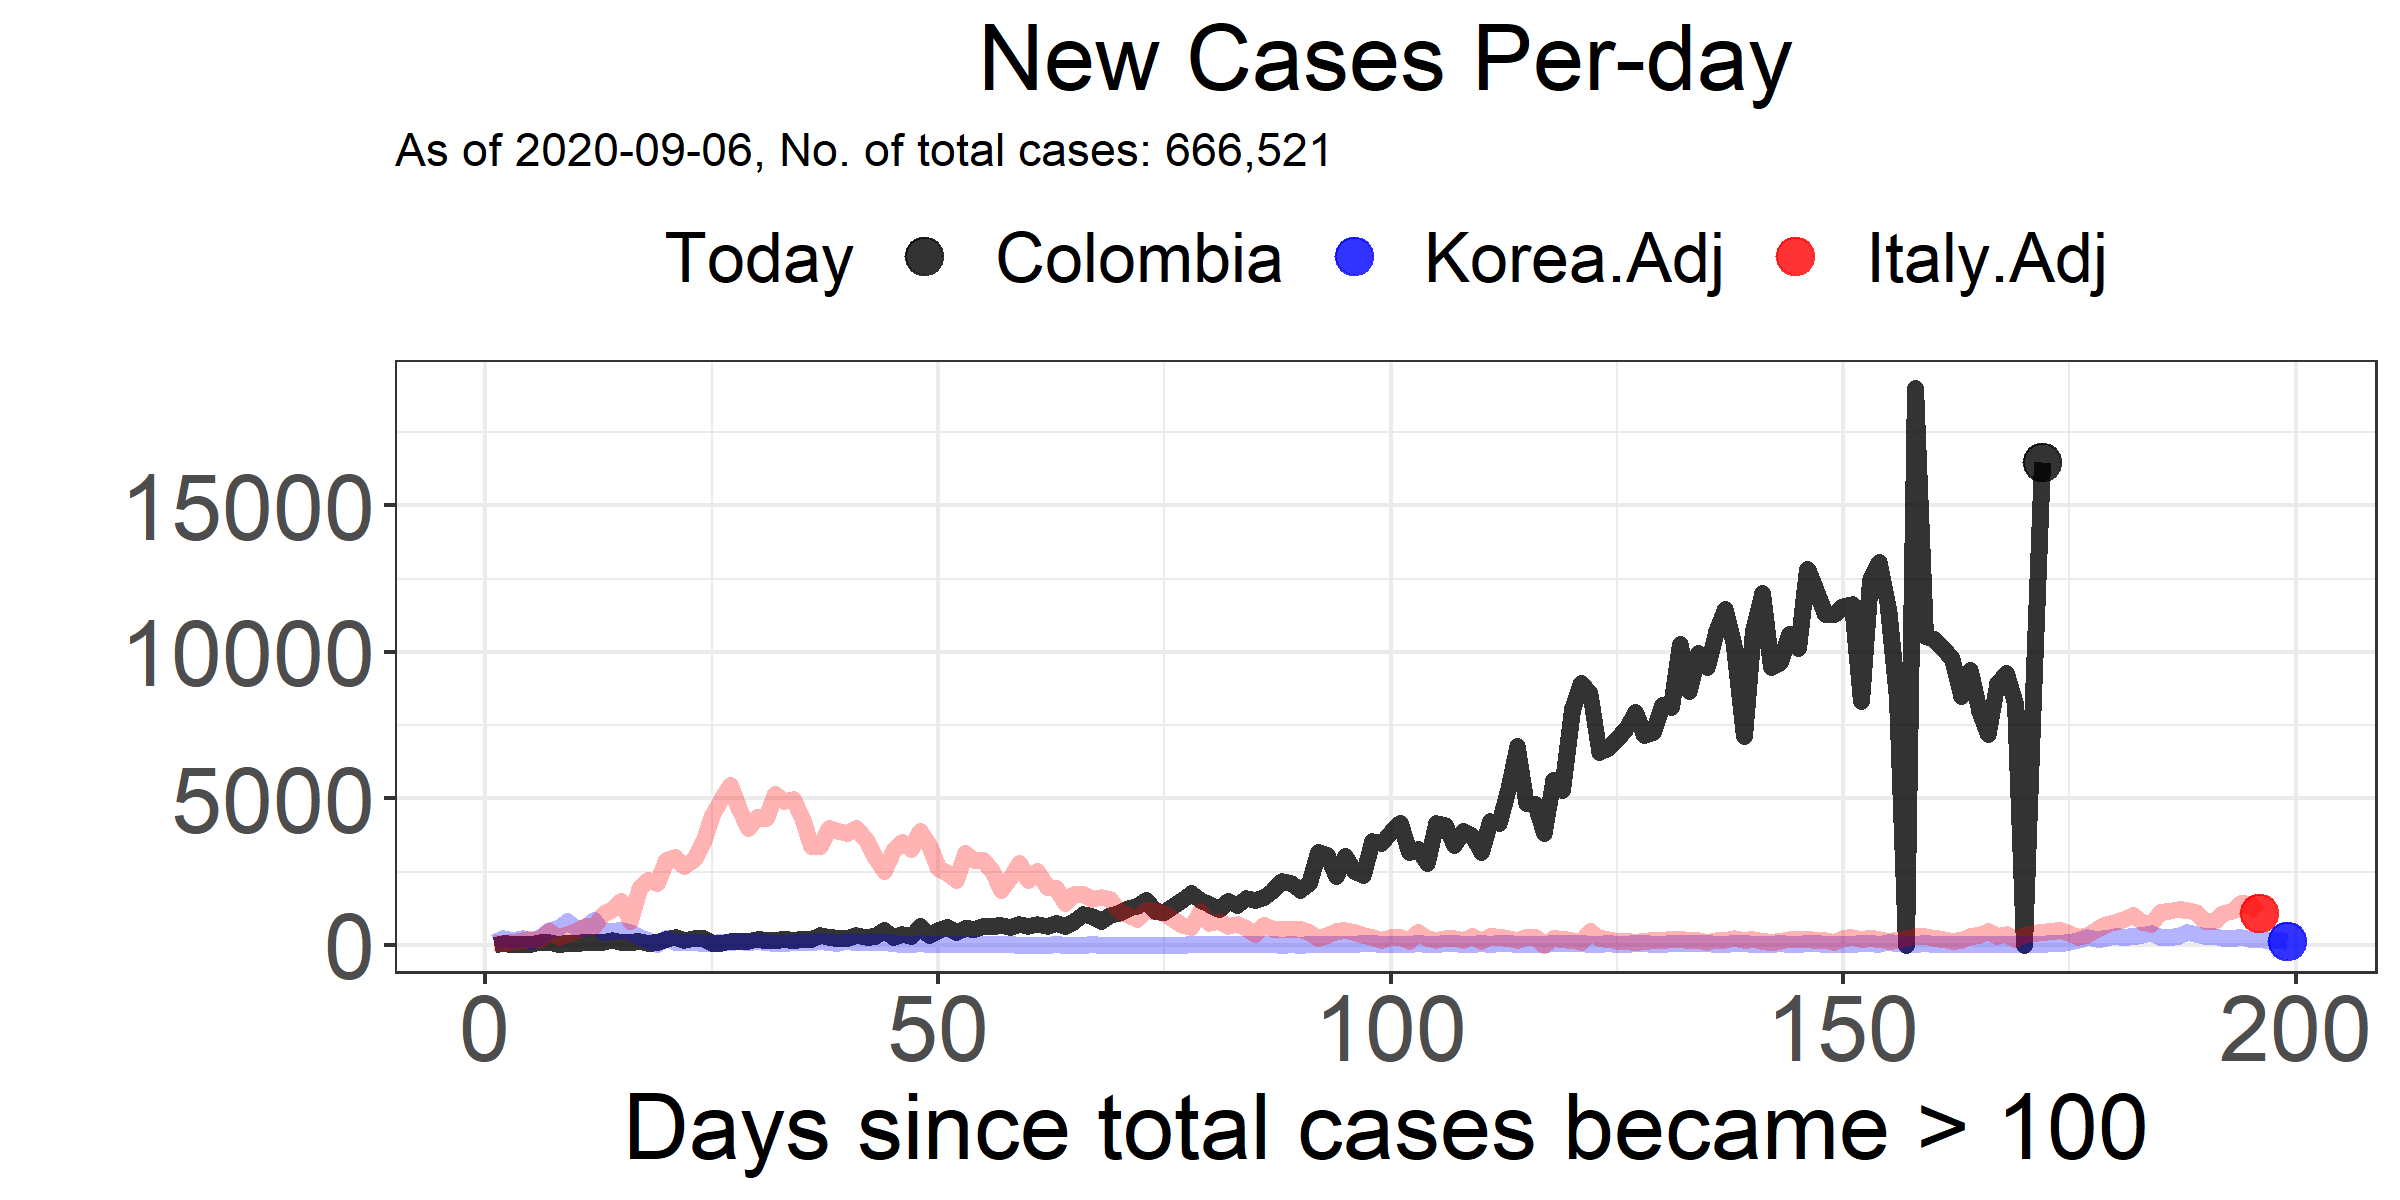 New Cases Per-day
As of 2020-09-06, No. of total cases: 666,521
Today Colombia Korea.Adj Italy.Adj
15000
10000
5000
0
0 50 100 150 200
Days since total cases became > 100